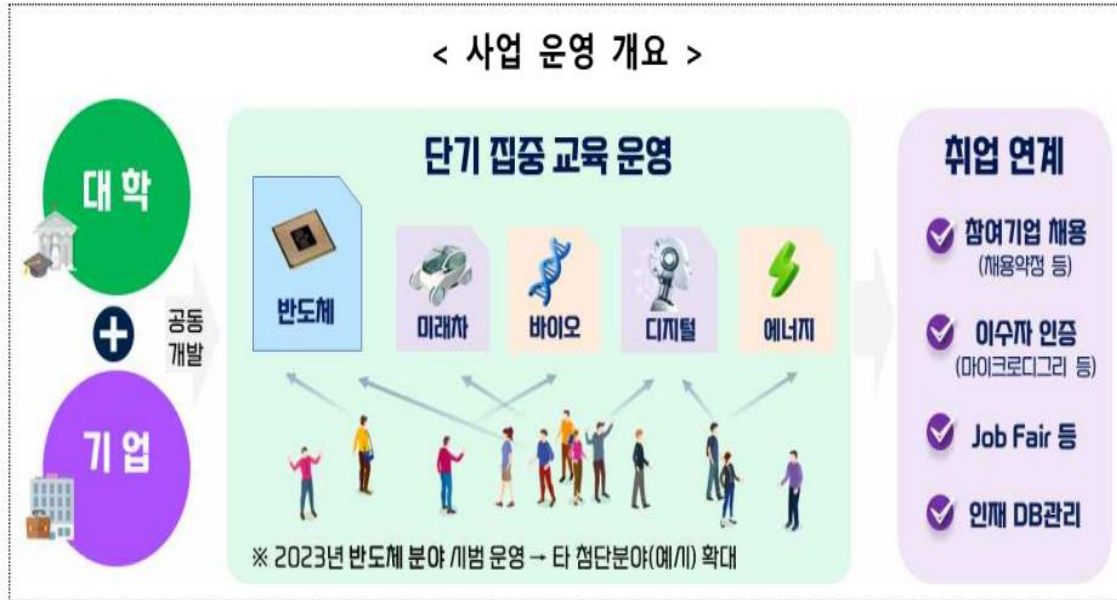 < 사업 운영 개요 >
대학
기업
공동
개발
단기 집중 교육 운영
반도체
미래차
바이오
디지털
에너지
※ 2023년 반도체 분야 시범 운영 → 타 첨단분야(예시) 확대
취업 연계
참여기업 채용
(채용약정 등)
이수자 인증
(마이크로디그리 등)
Job Fair 등
인재 DB관리